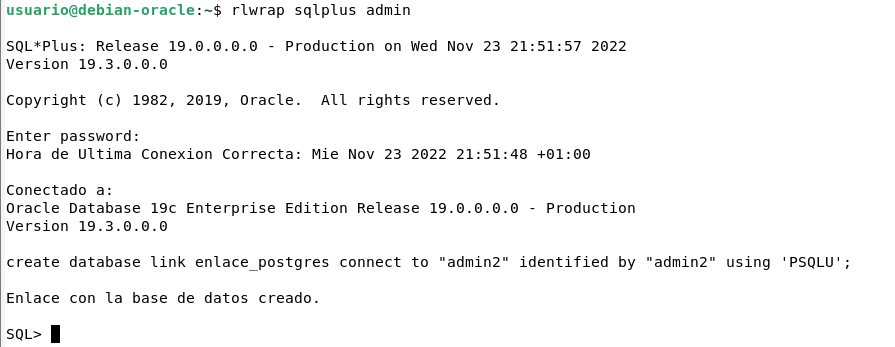 usuario@debian-oracle:~$ rlwrap sqlplus admin
SQL*Plus: Release 19.0.0.0.0 - Production on Wed Nov 23 21:51:57 2022
Version 19.3.0.0.0
Copyright (c) 1982, 2019, Oracle.  All rights reserved.
Enter password:
Hora de Ultima Conexion Correcta: Mie Nov 23 2022 21:51:48 +01:00
Conectado a:
Oracle Database 19c Enterprise Edition Release 19.0.0.0.0 - Production
Version 19.3.0.0.0
create database link enlace_postgres connect to "admin2" identified by "admin2" using 'PSQLU';
Enlace con la base de datos creado.
SQL>